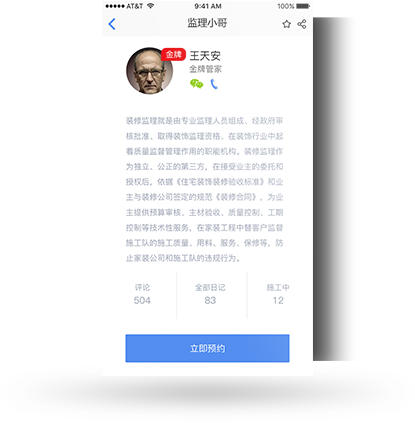 ●●●●● AT&T 9:41 AM 100%
监理小哥
金牌
王天安
金牌管家
装修监理就是由专业监理人员组成、经政府审
核批准、取得装饰监理资格、在装饰行业中起
着质量监督管理作用的职能机构。装修监理作
为独立、公正的第三方，在接受业主的委托和
授权后，依据《住宅装饰装修验收标准》和业
主与装修公司签定的规范《装修合同》，为业
主提供预算审核、主材验收、质量控制、工期
控制等技术性服务，在家装工程中替客户监督
施工队的施工质量、用料、服务、保修等，防
止家装公司和施工队的违规行为。
评论 全部日记 施工中
504 83 12
立即预约